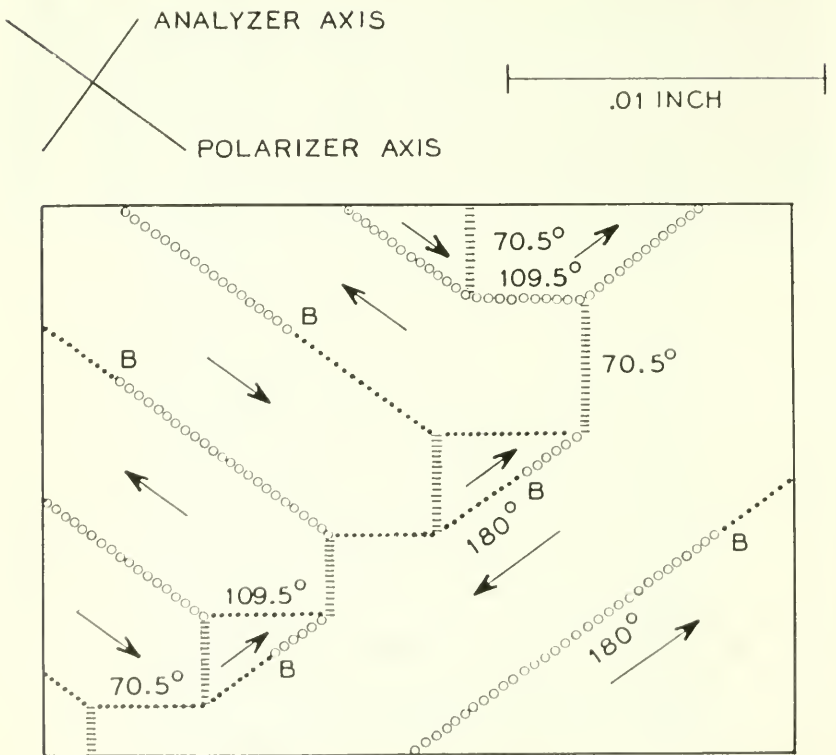 ANALYZER AXIS
.01 INCH
POLARIZER AXIS
70.5°
109.5°
B
70.5°
B
B
180°
B
109.5°
180°
B
70.5°